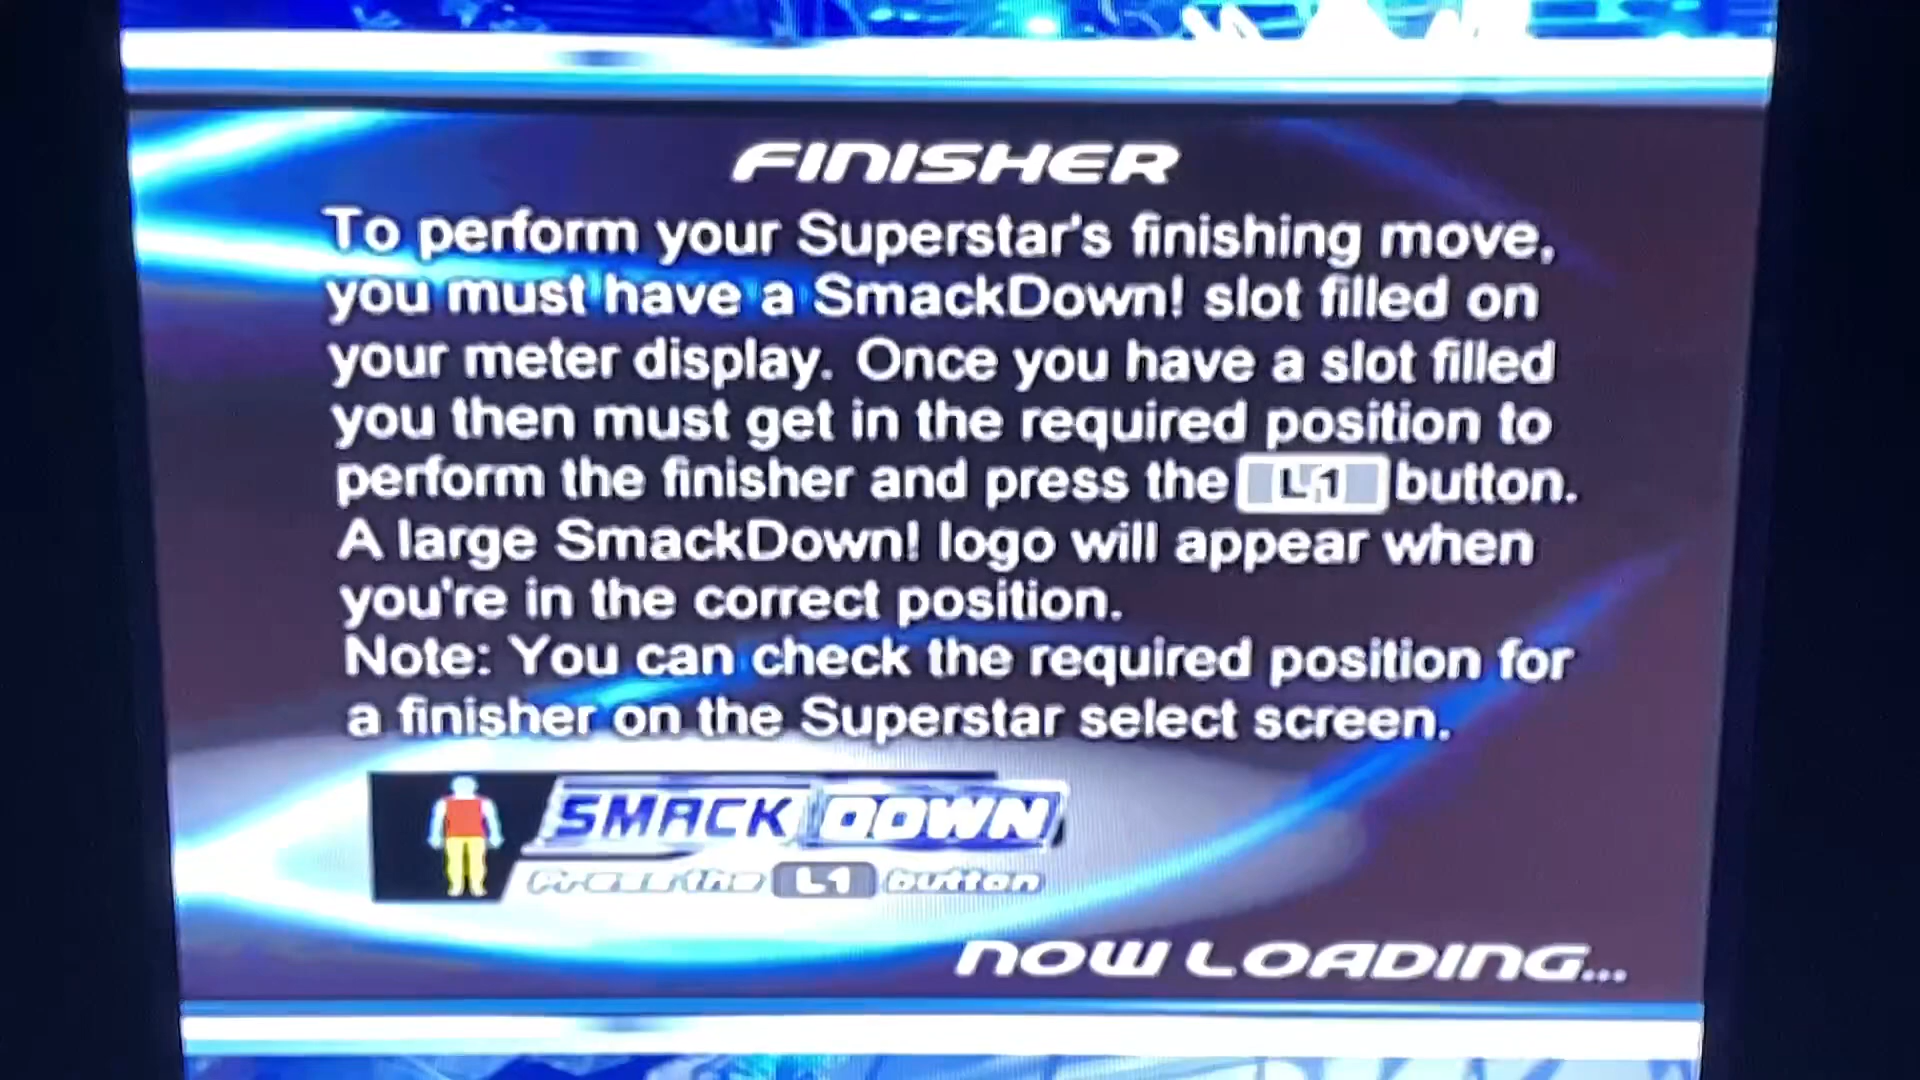 FINISHER
To perform your Superstar's finishing move,
you must have a SmackDown! slot filled on
your meter display. Once you have a slot filled
you then must get in the required position to
perform the finisher and press the L1 button.
A large SmackDown! logo will appear when
you're in the correct position.
Note: You can check the required position for
a finisher on the Superstar select screen.
SMACKDOWN
Press the L1 button
NOW LOADING...